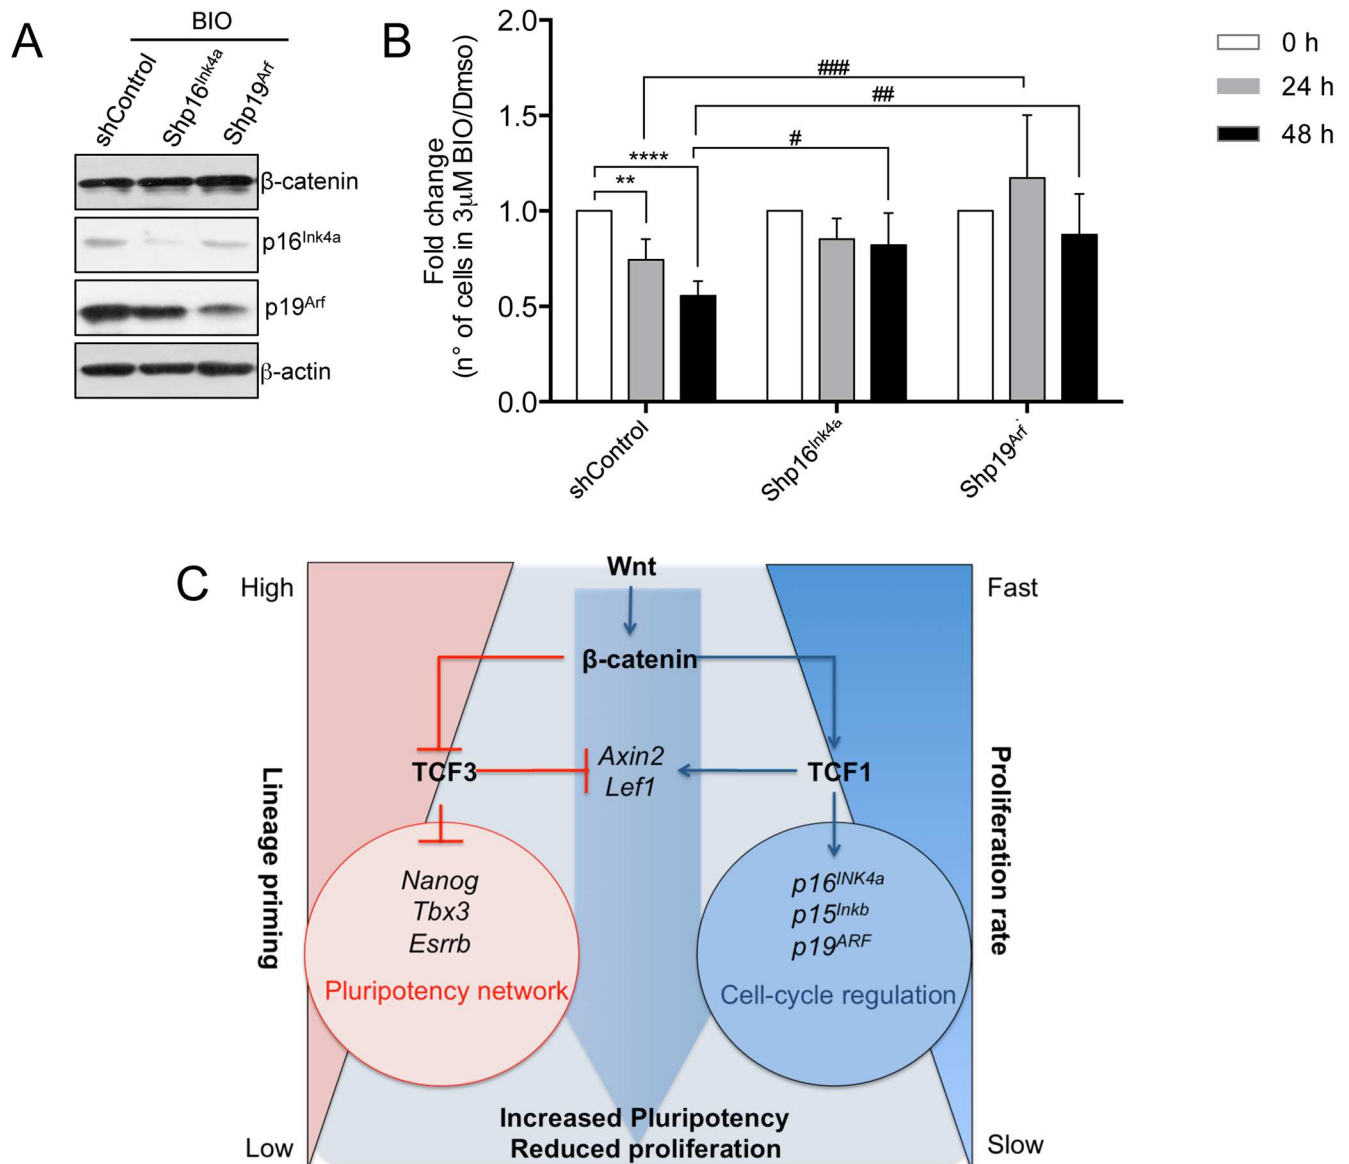 A
BIO
shControl
Shp16Ink4a
Shp19Arf
β-catenin
p16Ink4a
p19Arf
β-actin
B
Fold change
(n° of cells in 3μM BIO/Dmso)
2.0
1.5
1.0
0.5
0.0
###
##
#
****
**
shControl
Shp16Ink4a
Shp19Arf
0 h
24 h
48 h
C
High
Wnt
Fast
β-catenin
Axin2
Lef1
TCF3
TCF1
Lineage priming
Proliferation rate
Nanog
Tbx3
Esrrb
Pluripotency network
p16INK4a
p15Inkb
p19ARF
Cell-cycle regulation
Increased Pluripotency
Reduced proliferation
Low
Slow